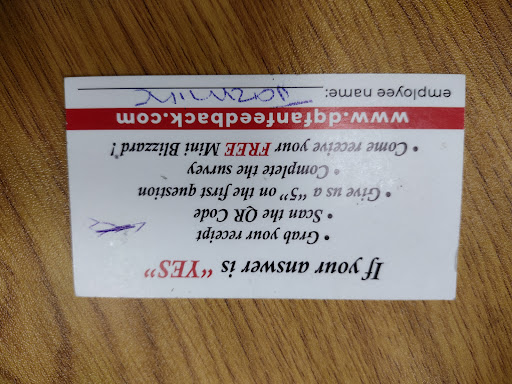 If your answer is “YES”
• Grab your receipt
• Scan the QR Code
• Give us a “5” on the first question
• Complete the survey
• Come receive your FREE Mini Blizzard!
www.dqfanfeedback.com
employee name: Jasmine